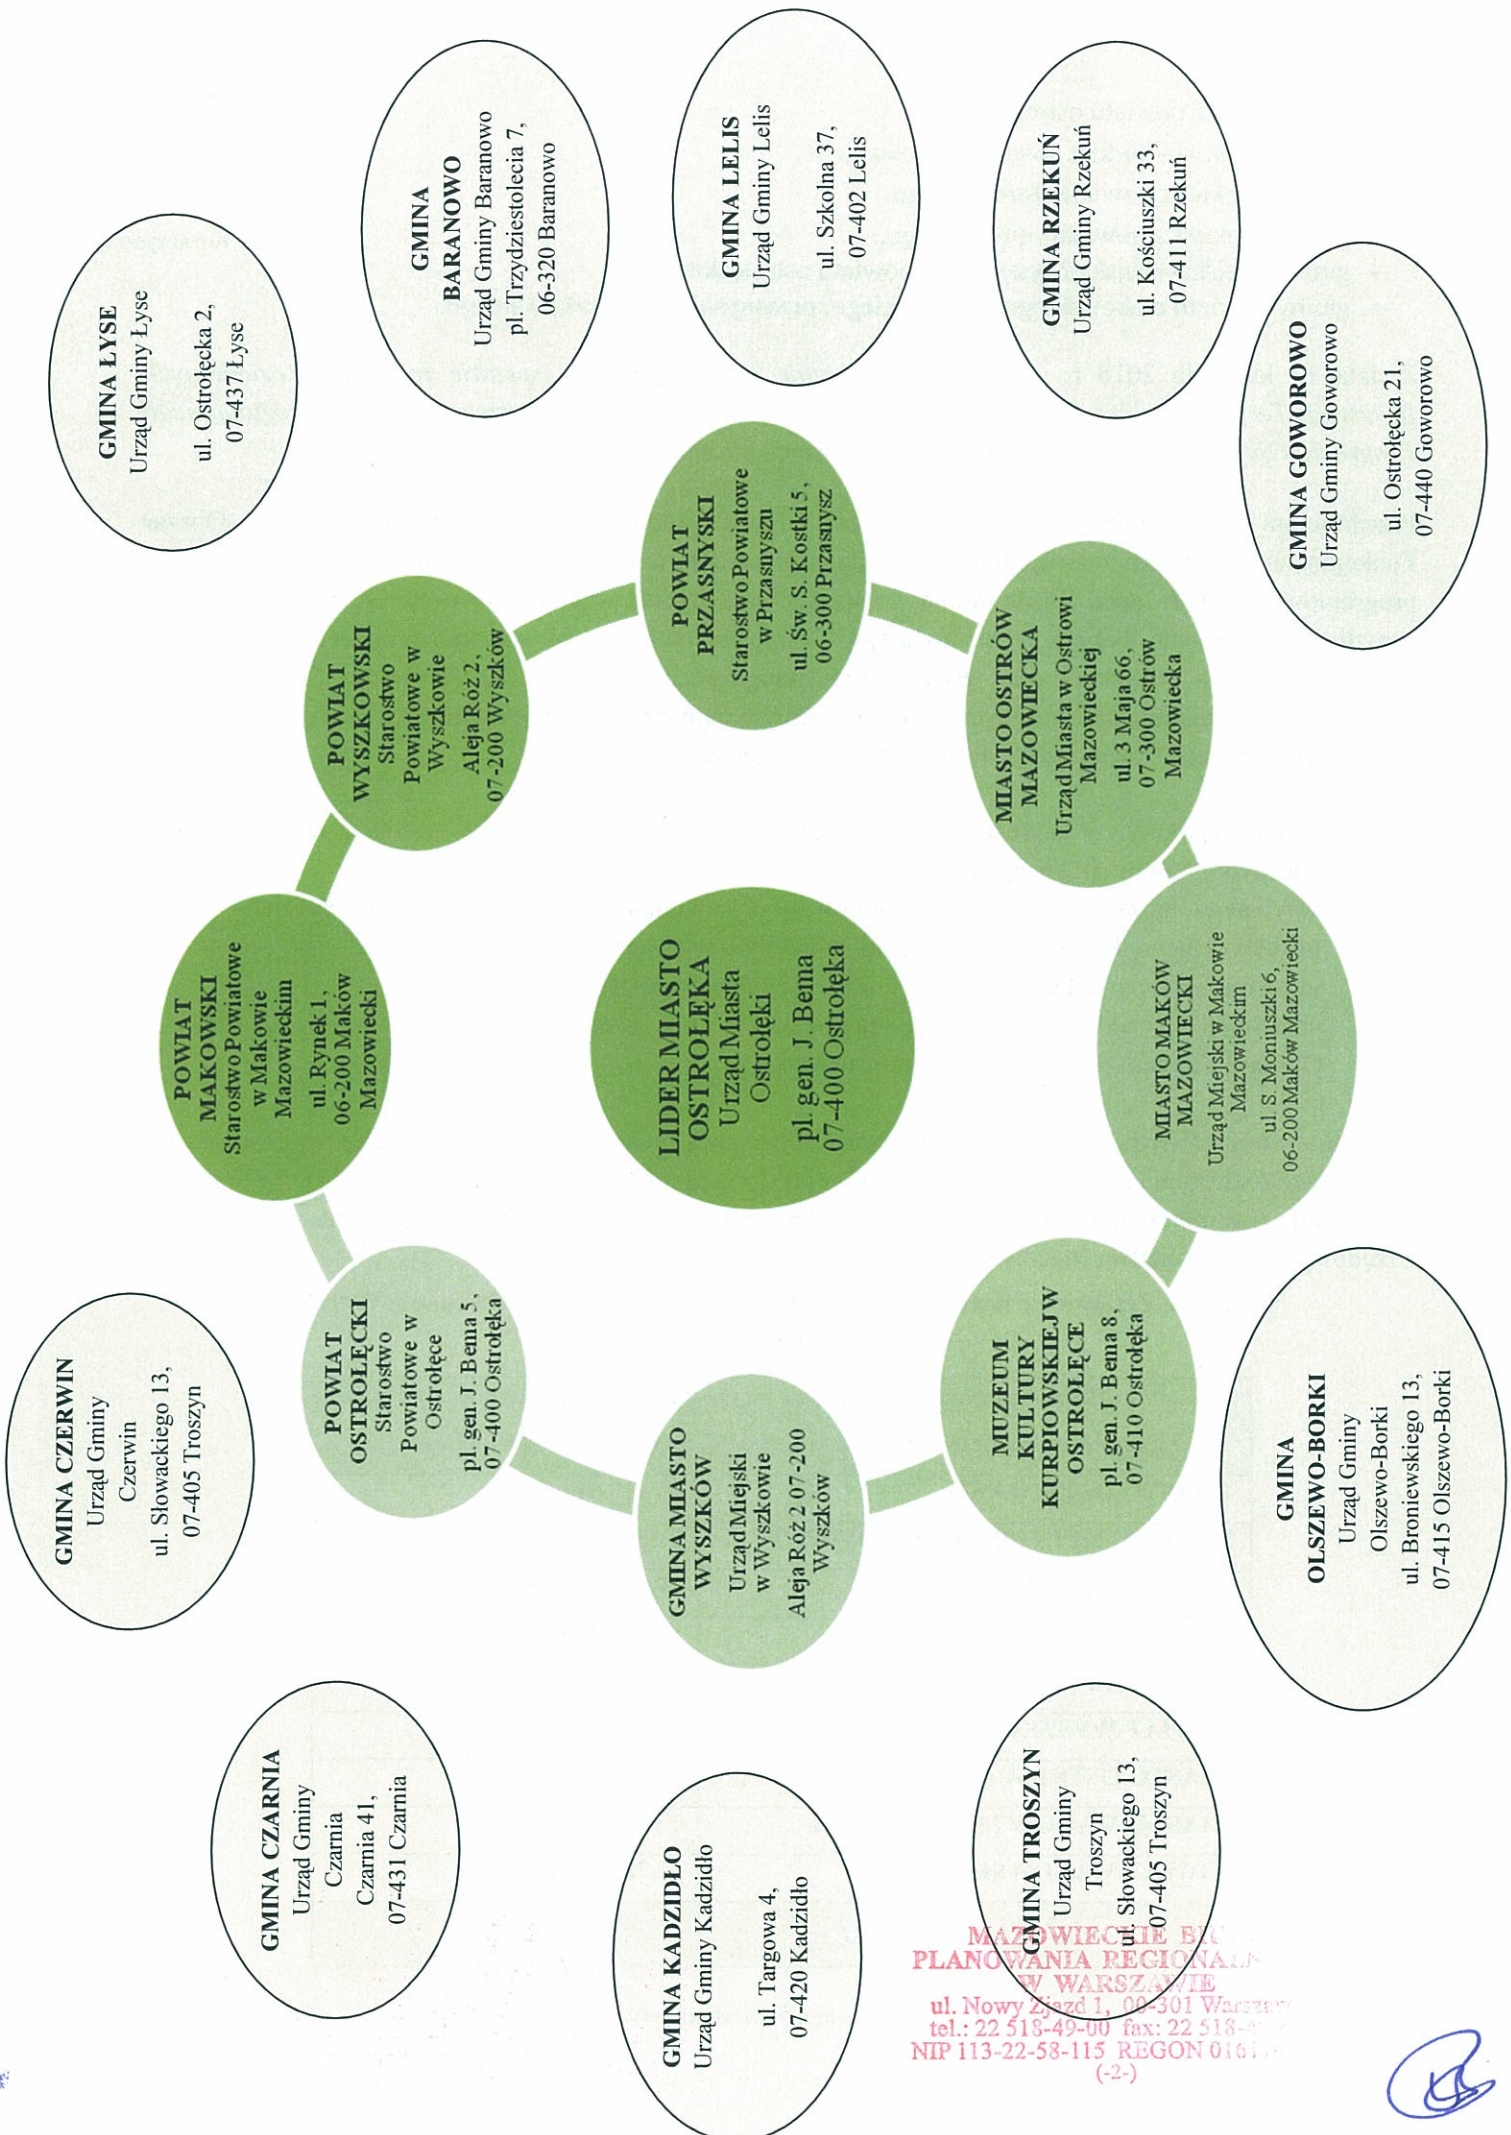 GMINA CZARNIA
Urząd Gminy
Czarnia
Czarnia 41,
07-431 Czarnia
GMINA CZERWIN
Urząd Gminy
Czerwin
ul. Słowackiego 13,
07-405 Troszyn
GMINA ŁYSE
Urząd Gminy Łyse
ul. Ostrołęcka 2,
07-437 Łyse
GMINA
BARANOWO
Urząd Gminy Baranowo
pl. Trzydziestolecia 7,
06-320 Baranowo
GMINA LELIS
Urząd Gminy Lelis
ul. Szkolna 37,
07-402 Lelis
GMINA RZEKUŃ
Urząd Gminy Rzekuń
ul. Kościuszki 33,
07-411 Rzekuń
GMINA GOWOROWO
Urząd Gminy Goworowo
ul. Ostrołęcka 21,
07-440 Goworowo
GMINA
OLSZEWO-BORKI
Urząd Gminy
Olszewo-Borki
ul. Broniewskiego 13,
07-415 Olszewo-Borki
GMINA TROSZYN
Urząd Gminy
Troszyn
ul. Słowackiego 13,
07-405 Troszyn
GMINA KADZIDŁO
Urząd Gminy Kadzidło
ul. Targowa 4,
07-420 Kadzidło
POWIAT
MAKOWSKI
Starostwo Powiatowe
w Makowie
Mazowieckim
ul. Rynek 1,
06-200 Maków
Mazowiecki
POWIAT
WYSZKOWSKI
Starostwo
Powiatowe w
Wyszkowie
Aleja Róż 2,
07-200 Wyszków
POWIAT
PRZASNYSKI
Starostwo Powiatowe
w Przasnyszu
ul. Św. S. Kostki 5,
06-300 Przasnysz
MIASTO OSTRÓW
MAZOWIECKA
Urząd Miasta w Ostrowi
Mazowieckiej
ul. 3 Maja 66,
07-300 Ostrów
Mazowiecka
MIASTO MAKÓW
MAZOWIECKI
Urząd Miejski w Makowie
Mazowieckim
ul. S. Moniuszki 6,
06-200 Maków Mazowiecki
MUZEUM
KULTURY
KURPIOWSKIEJ W
OSTROŁĘCE
pl. gen. J. Bema 8,
07-410 Ostrołęka
GMINA MIASTO
WYSZKÓW
Urząd Miejski
w Wyszkowie
Aleja Róż 2 07-200
Wyszków
POWIAT
OSTROŁĘCKI
Starostwo
Powiatowe w
Ostrołęce
pl. gen. J. Bema 5,
07-400 Ostrołęka
LIDER MIASTO
OSTROŁĘKA
Urząd Miasta
Ostrołęki
pl. gen. J. Bema
07-400 Ostrołęka
MAZOWIECKIE
PLANOWANIA
W WARSZAWIE
ul. Nowy Zjazd 1, 00-301
tel.: 22 518-49-00 fax: 22
NIP 113-22-58-115 REGON
(-2-)